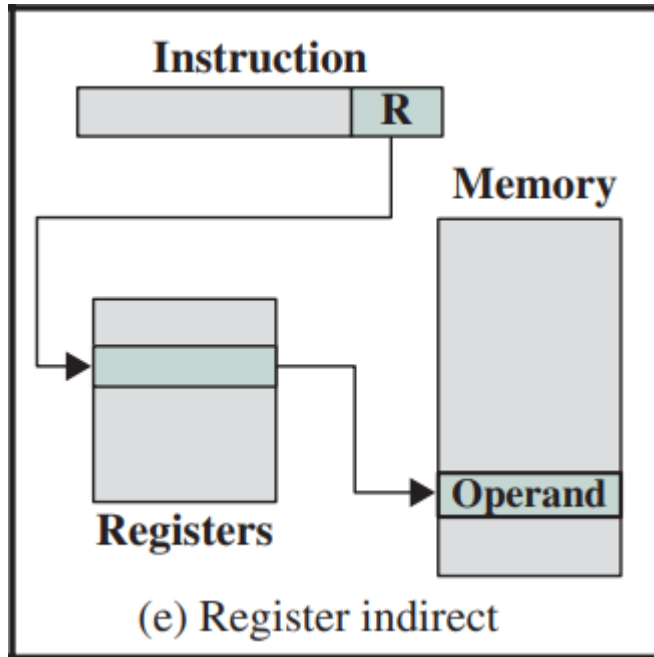 Instruction
R
Memory
Operand
Registers
(e) Register indirect